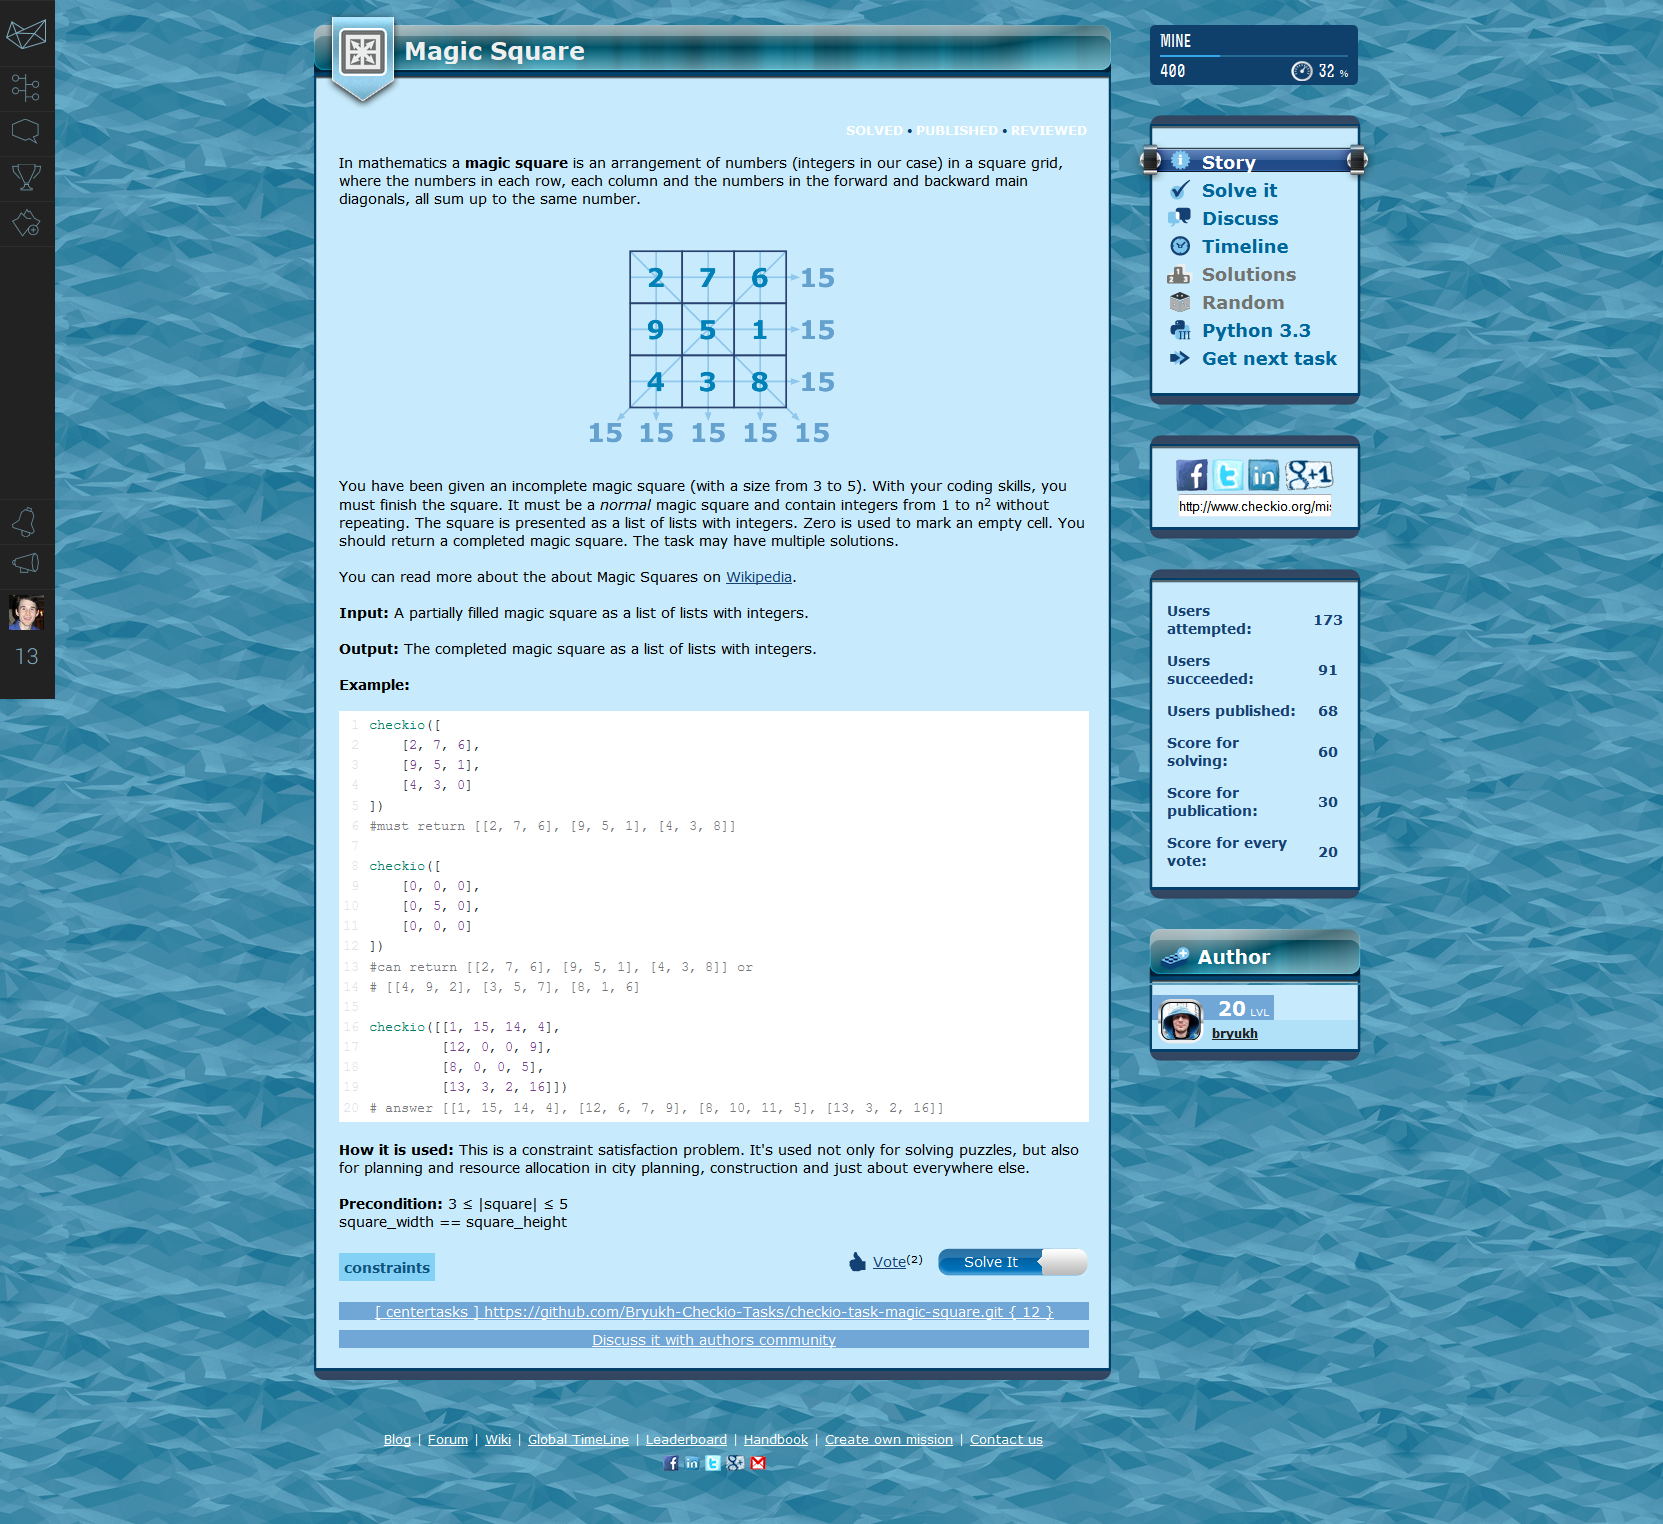 Magic Square
SOLVED • PUBLISHED • REVIEWED
In mathematics a magic square is an arrangement of numbers (integers in our case) in a square grid,
where the numbers in each row, each column and the numbers in the forward and backward main
diagonals, all sum up to the same number.
2 7 6 15
9 5 1 15
4 3 8 15
15 15 15 15 15
You have been given an incomplete magic square (with a size from 3 to 5). With your coding skills, you
must finish the square. It must be a normal magic square and contain integers from 1 to n² without
repeating. The square is presented as a list of lists with integers. Zero is used to mark an empty cell. You
should return a completed magic square. The task may have multiple solutions.
You can read more about the about Magic Squares on Wikipedia.
Input: A partially filled magic square as a list of lists with integers.
Output: The completed magic square as a list of lists with integers.
Example:
1 checkio([
2 [2, 7, 6],
3 [9, 5, 1],
4 [4, 3, 0]
5 ])
6 #must return [[2, 7, 6], [9, 5, 1], [4, 3, 8]]
7
8 checkio([
9 [0, 0, 0],
10 [0, 5, 0],
11 [0, 0, 0]
12 ])
13 #can return [[2, 7, 6], [9, 5, 1], [4, 3, 8]] or
14 # [[4, 9, 2], [3, 5, 7], [8, 1, 6]
15
16 checkio([[1, 15, 14, 4],
17 [12, 0, 0, 9],
18 [8, 0, 0, 5],
19 [13, 3, 2, 16]])
20 # answer [[1, 15, 14, 4], [12, 6, 7, 9], [8, 10, 11, 5], [13, 3, 2, 16]]
How it is used: This is a constraint satisfaction problem. It's used not only for solving puzzles, but also
for planning and resource allocation in city planning, construction and just about everywhere else.
Precondition: 3 ≤ |square| ≤ 5
square_width == square_height
constraints
Vote(2)
Solve It
[ centertasks ] https://github.com/Bryukh-Checkio-Tasks/checkio-task-magic-square.git { 12 }
Discuss it with authors community
MINE
400 32 %
Story
Solve it
Discuss
Timeline
Solutions
Random
Python 3.3
Get next task
http://www.checkio.org/mi
Users
attempted: 173
Users
succeeded: 91
Users published: 68
Score for
solving: 60
Score for
publication: 30
Score for every
vote: 20
Author
20 LVL
bryukh
13
Blog | Forum | Wiki | Global TimeLine | Leaderboard | Handbook | Create own mission | Contact us